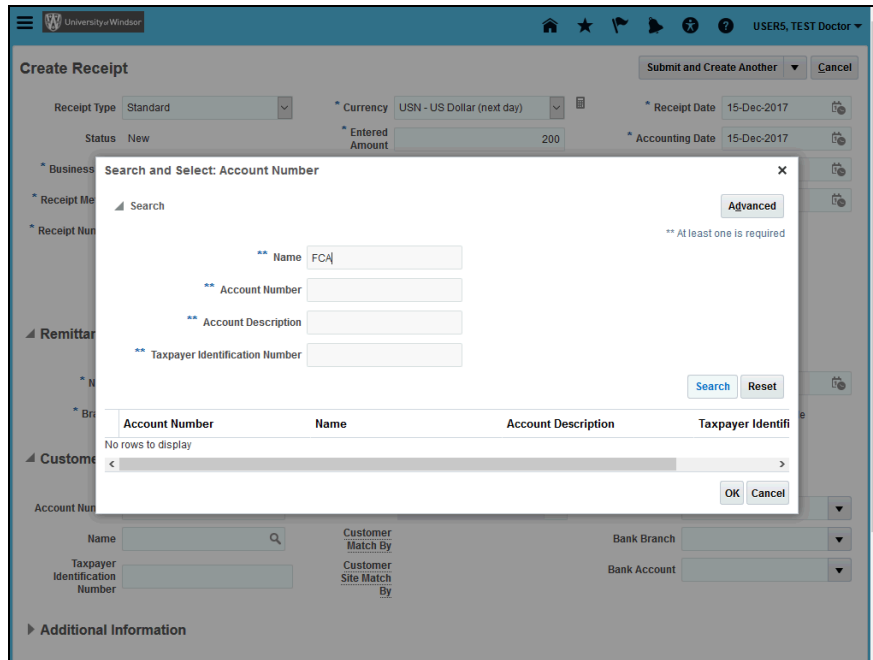 University of Windsor
USER5, TEST Doctor
Create Receipt
Submit and Create Another
Cancel
Receipt Type Standard
* Currency USN - US Dollar (next day)
* Receipt Date 15-Dec-2017
Status New
* Entered Amount 200
* Accounting Date 15-Dec-2017
* Business
* Receipt Me
* Receipt Num
Search and Select: Account Number
Search
Advanced
** At least one is required
** Name FCA
** Account Number
** Account Description
** Taxpayer Identification Number
Search Reset
Account Number Name Account Description Taxpayer Identifi
No rows to display
OK Cancel
Remittan
* N
* Bra
e
Custome
Account Num
Name
Customer Match By
Bank Branch
Taxpayer Identification Number
Customer Site Match By
Bank Account
Additional Information